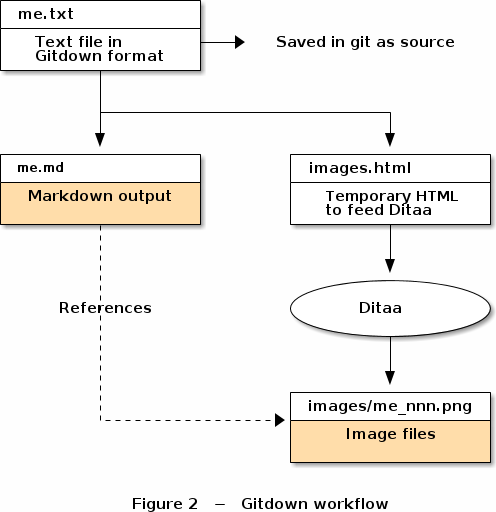 me.txt
Text file in
Gitdown format
Saved in git as source
me.md
Markdown output
images.html
Temporary HTML
to feed Ditaa
References
Ditaa
images/me_nnn.png
Image files
Figure 2 – Gitdown workflow